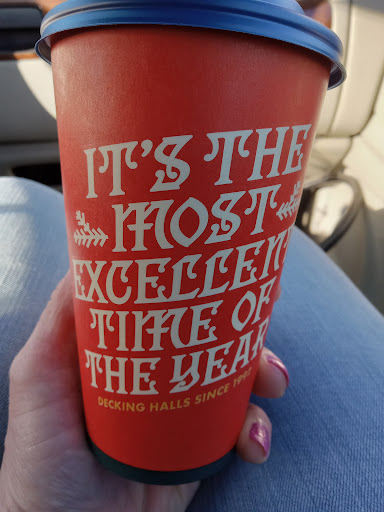 IT'S THE
MOST
EXCELLENT
TIME OF
THE YEAR
DECKING HALLS SINCE